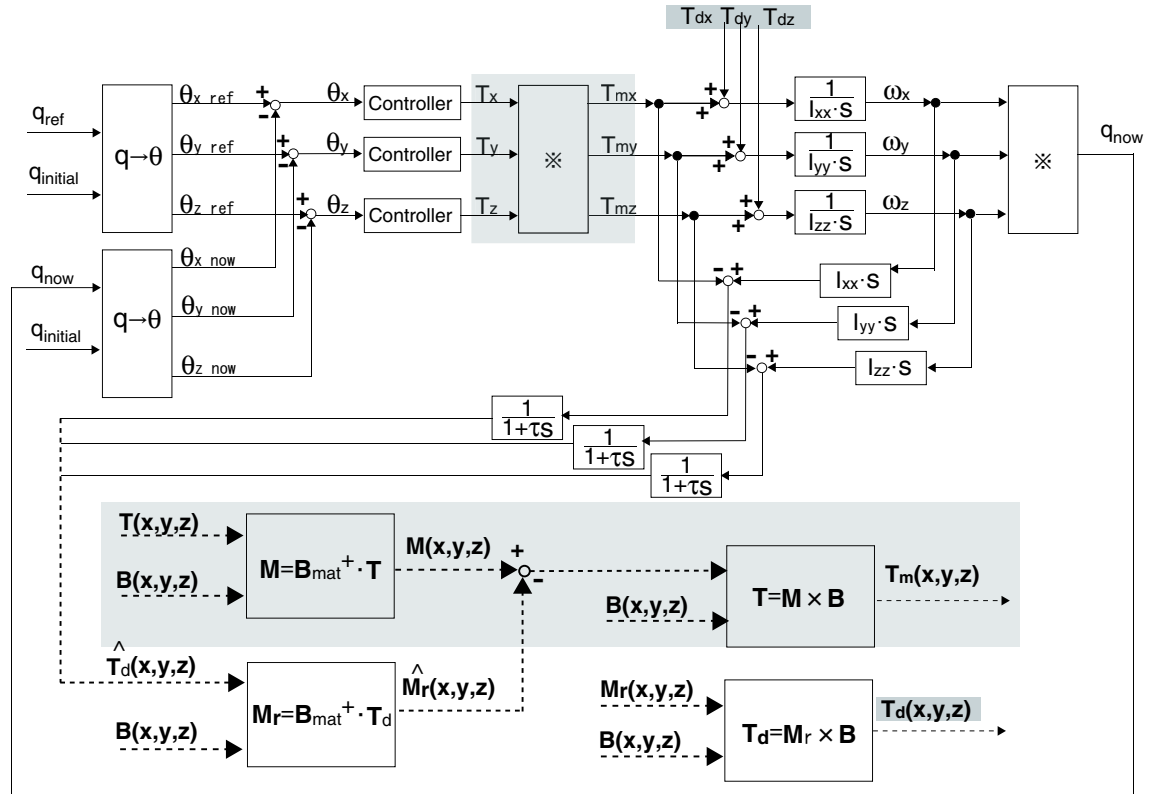 Tdx Tdy Tdz
qref
qinitial
q→θ
θx ref
θy ref
θz ref
+
−
+
−
+
−
θx
θy
θz
Controller
Controller
Controller
Tx
Ty
Tz
※
Tmx
Tmy
Tmz
+
+
+
+
+
+
1
Ixx·S
1
Iyy·S
1
Izz·S
ωx
ωy
ωz
※
qnow
qnow
qinitial
q→θ
θx now
θy now
θz now
- +
Ixx·S
- +
Iyy·S
- +
Izz·S
1
1+τS
1
1+τS
1
1+τS
T(x,y,z)
B(x,y,z)
M=Bmat+·T
M(x,y,z)
+
-
B(x,y,z)
T=M×B
Tm(x,y,z)
T̂d(x,y,z)
B(x,y,z)
Mr=Bmat+·Td
M̂r(x,y,z)
Mr(x,y,z)
B(x,y,z)
Td=Mr×B
Td(x,y,z)